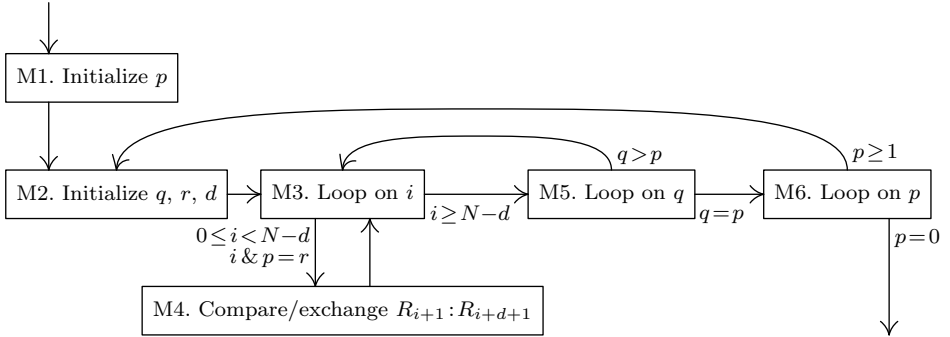 M1. Initialize p
q > p
p ≥ 1
M2. Initialize q, r, d
M3. Loop on i
M5. Loop on q
M6. Loop on p
i ≥ N−d
q = p
0 ≤ i < N−d
i & p = r
p = 0
M4. Compare/exchange R_{i+1} : R_{i+d+1}